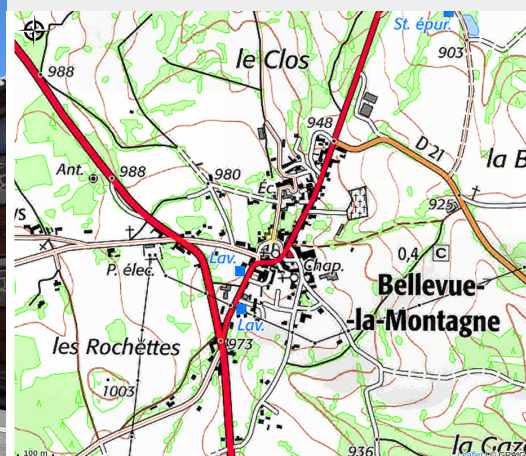 St. épur.
903
988
le Clos
948
D 21
la B
Ant.
988
980
Éc.
925
Lav.
P. élec.
Chap.
0,4
C
Bellevue
-la-Montagne
Lav.
les Rochettes
973
1003
936
la Gaz
100 m